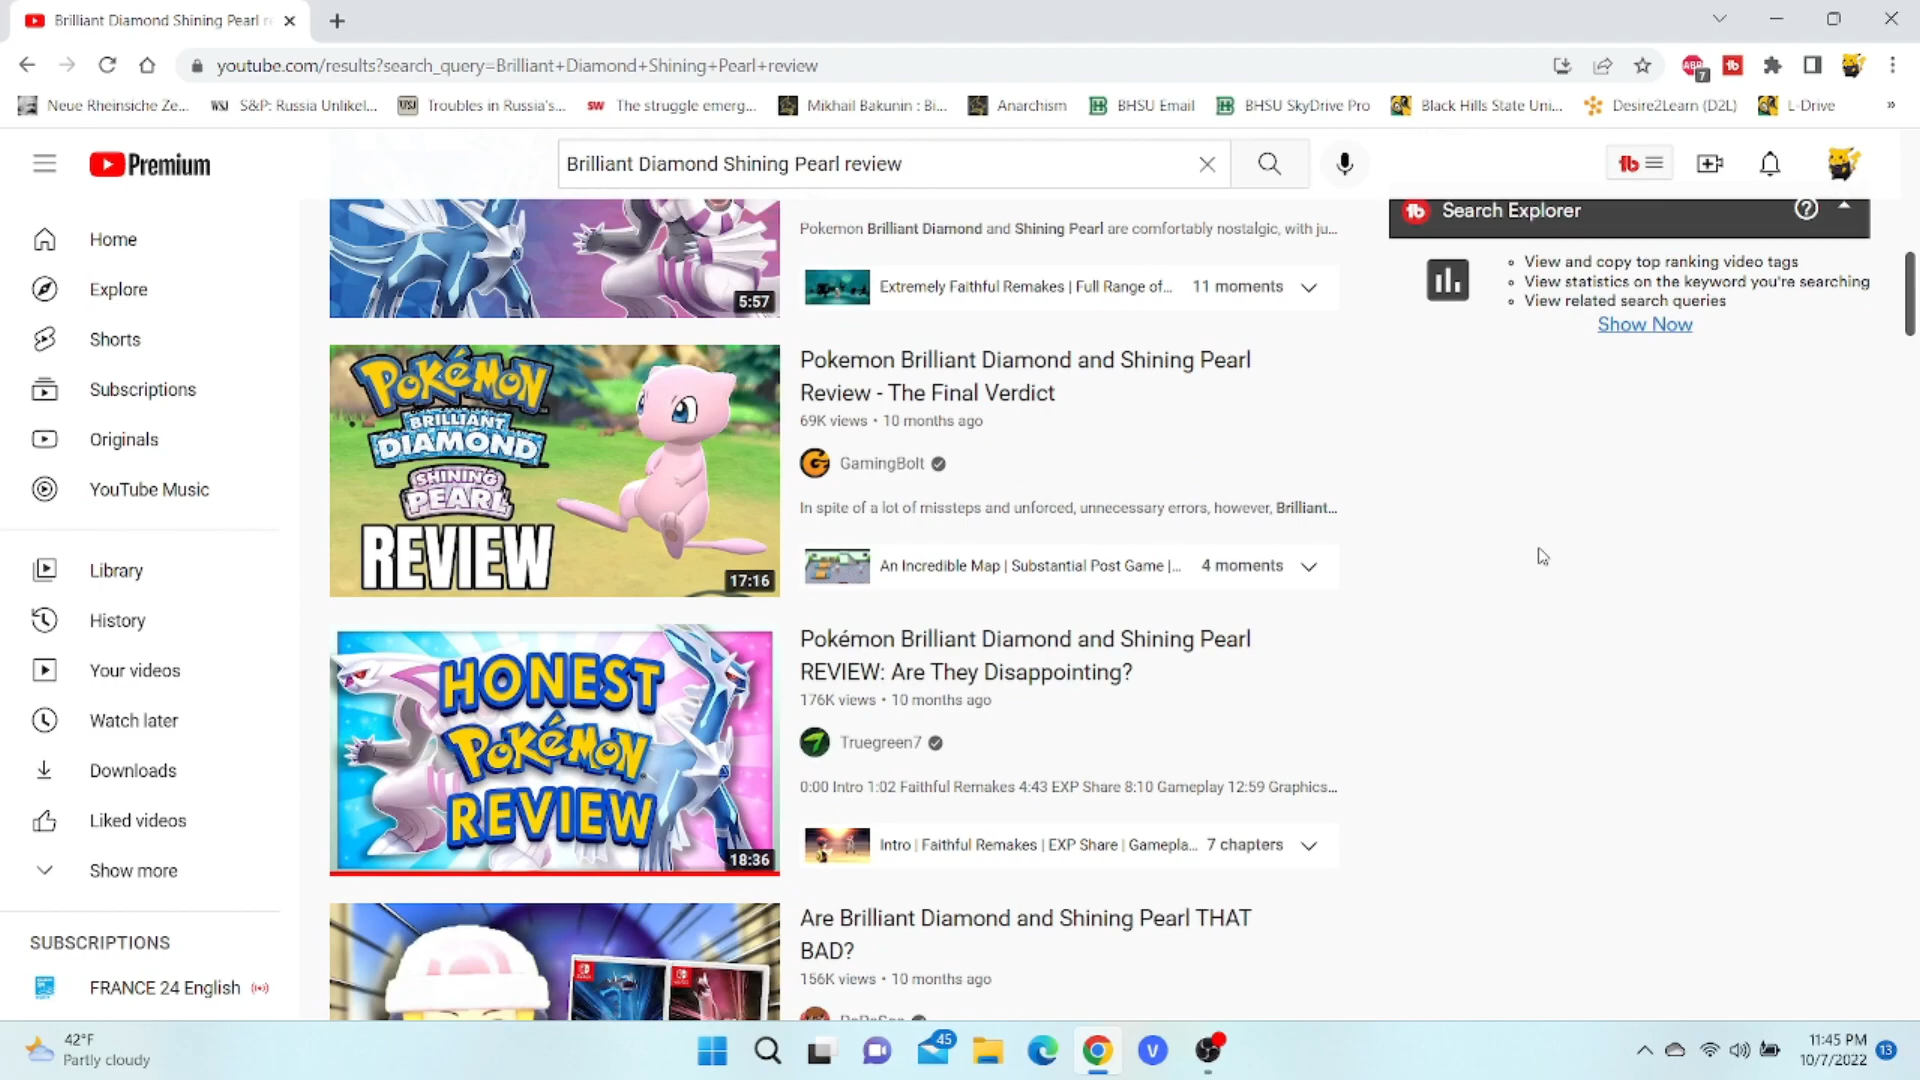 Brilliant Diamond Shining Pearl re
youtube.com/results?search_query=Brilliant+Diamond+Shining+Pearl+review
ABP 7 tb
Neue Rheinsiche Ze... WSJ S&P: Russia Unlikel... WSJ Troubles in Russia's... SW The struggle emerg... Mikhail Bakunin : Bi... Anarchism BHSU Email BHSU SkyDrive Pro Black Hills State Uni... Desire2Learn (D2L) L-Drive »
Premium
Brilliant Diamond Shining Pearl review
tb
Home
Explore
Shorts
Subscriptions
Originals
YouTube Music
Library
History
Your videos
Watch later
Downloads
Liked videos
Show more
SUBSCRIPTIONS
FRANCE 24 English
5:57
Pokemon Brilliant Diamond and Shining Pearl are comfortably nostalgic, with ju...
Extremely Faithful Remakes | Full Range of... 11 moments
POKéMON
BRILLIANT
DIAMOND
SHINING
PEARL
REVIEW
17:16
Pokemon Brilliant Diamond and Shining Pearl
Review - The Final Verdict
69K views • 10 months ago
GamingBolt
In spite of a lot of missteps and unforced, unnecessary errors, however, Brilliant...
An Incredible Map | Substantial Post Game |... 4 moments
HONEST
POKéMON
REVIEW
18:36
Pokémon Brilliant Diamond and Shining Pearl
REVIEW: Are They Disappointing?
176K views • 10 months ago
Truegreen7
0:00 Intro 1:02 Faithful Remakes 4:43 EXP Share 8:10 Gameplay 12:59 Graphics...
Intro | Faithful Remakes | EXP Share | Gamepla... 7 chapters
Are Brilliant Diamond and Shining Pearl THAT
BAD?
156K views • 10 months ago
tb Search Explorer ?
View and copy top ranking video tags
View statistics on the keyword you're searching
View related search queries
Show Now
42°F
Partly cloudy
45
V
11:45 PM
10/7/2022
13